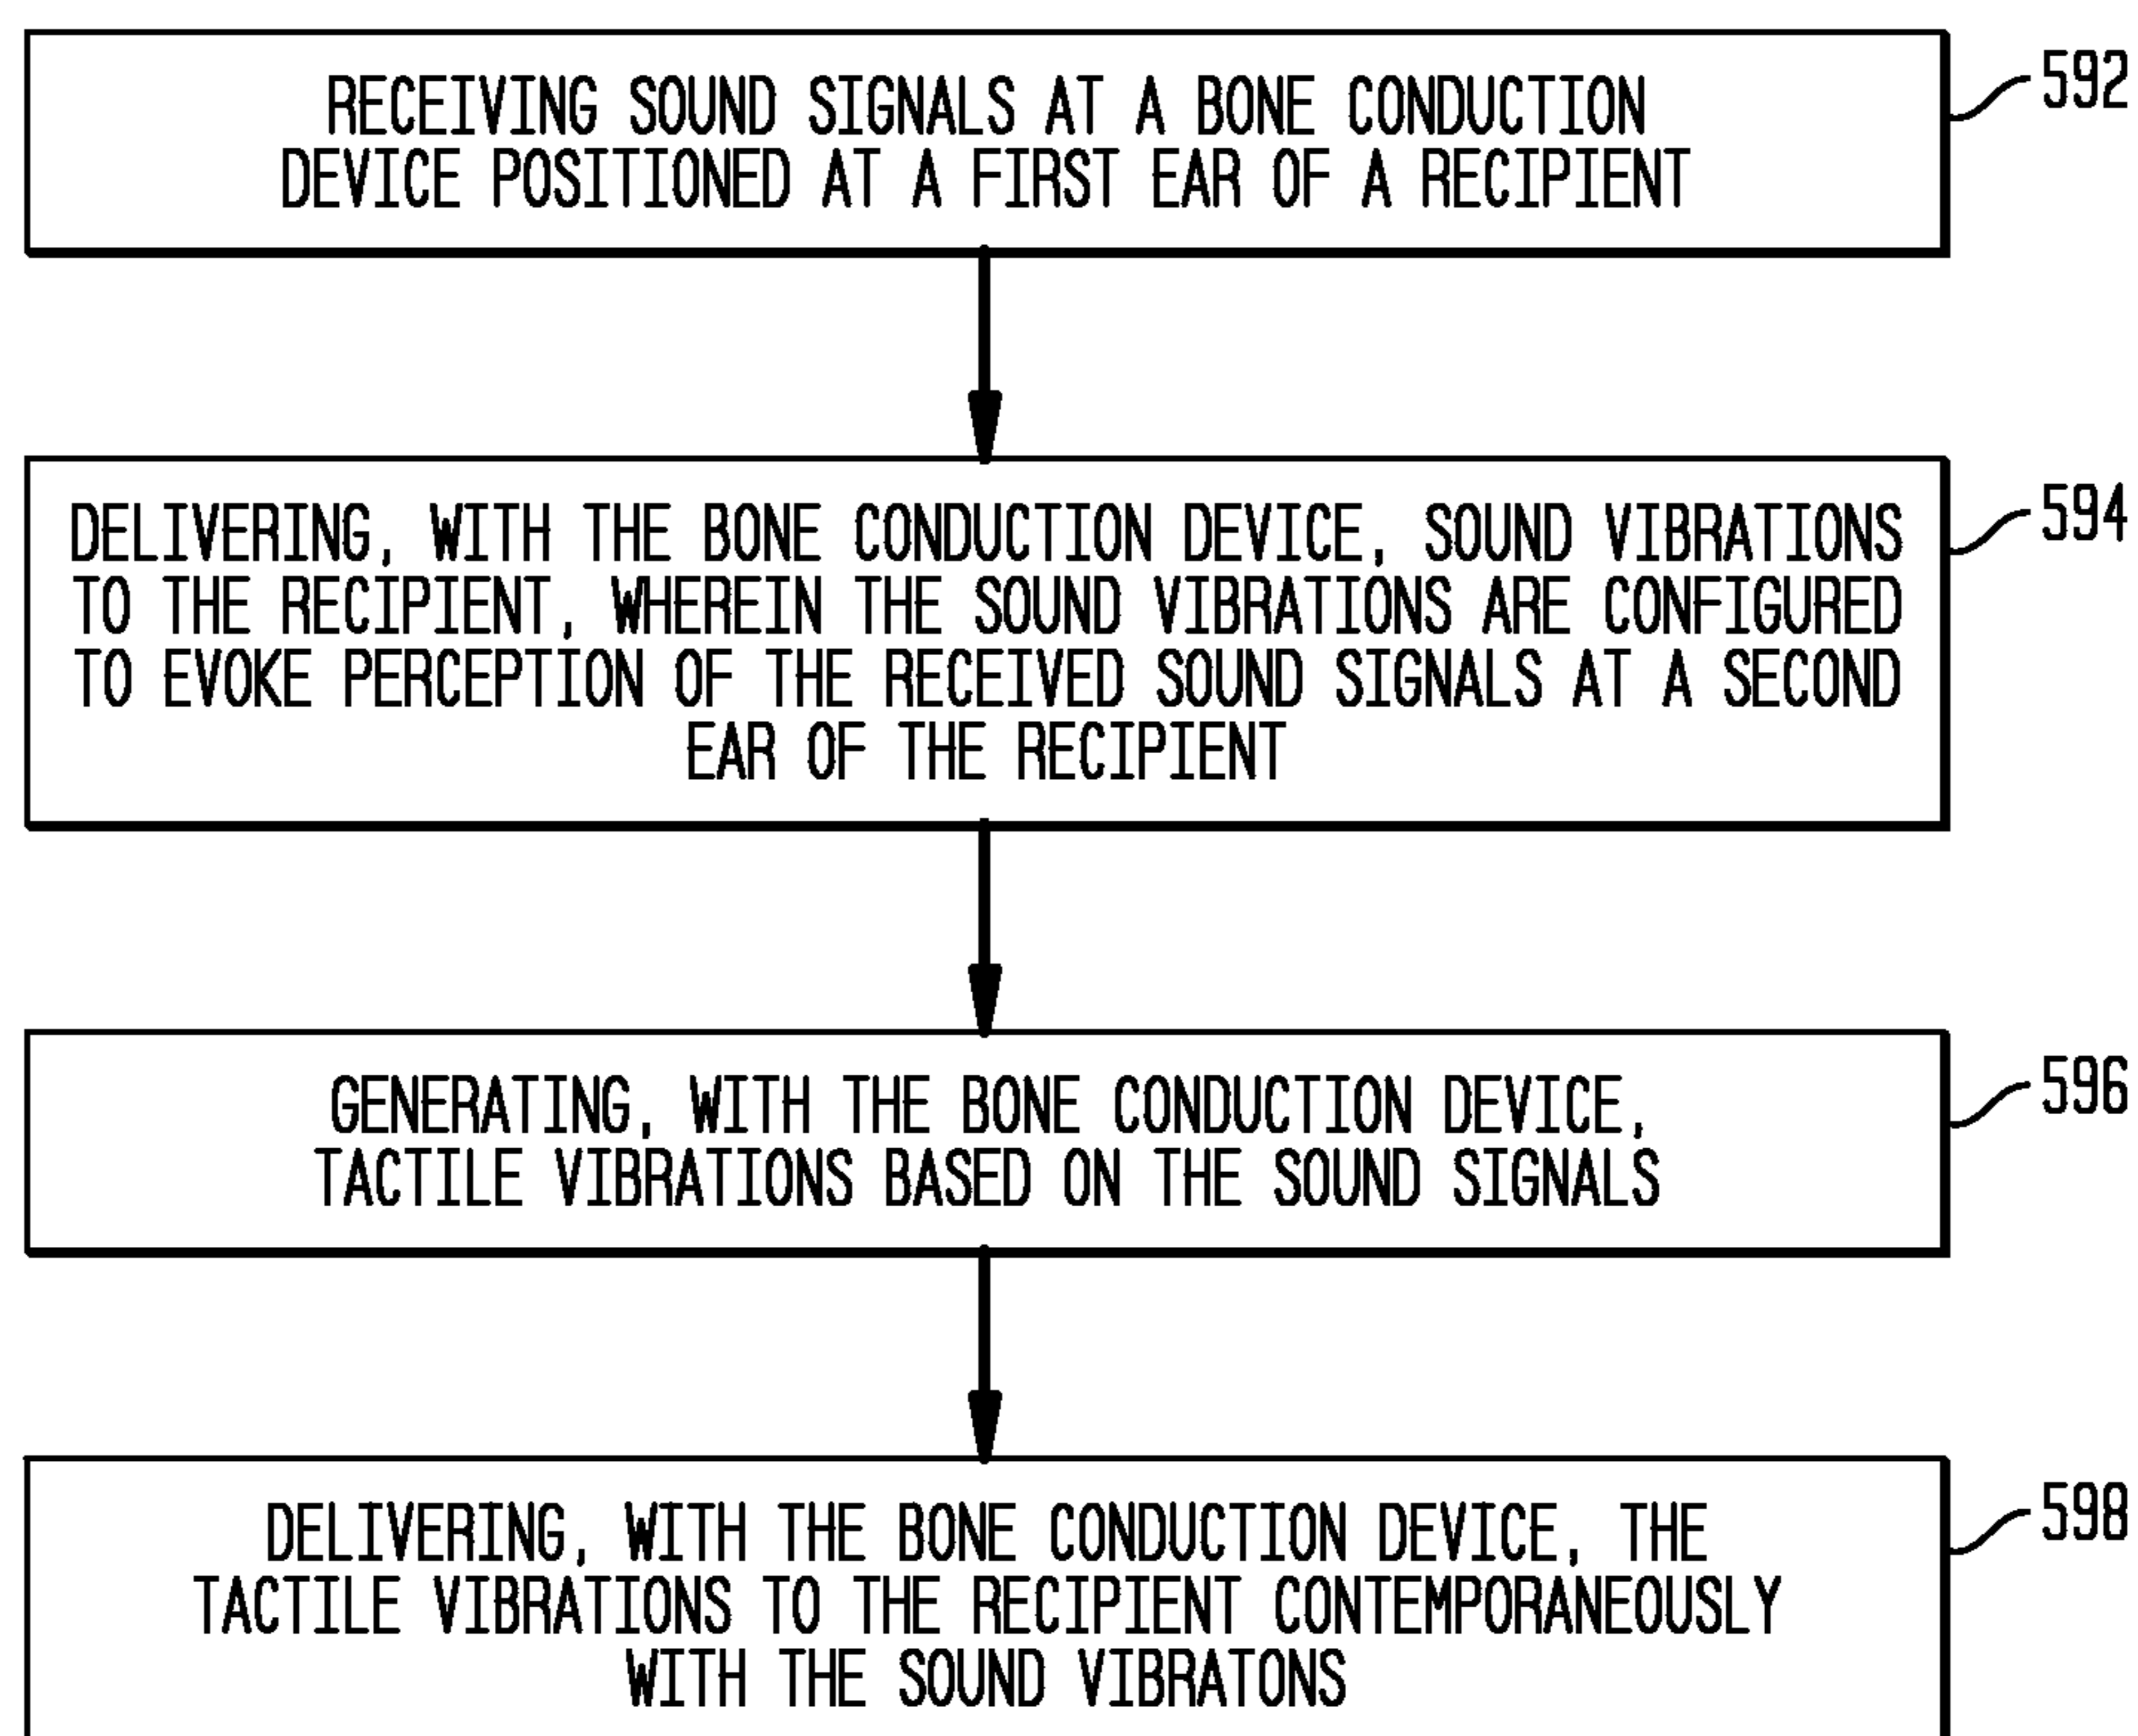 RECEIVING SOUND SIGNALS AT A BONE CONDUCTION
DEVICE POSITIONED AT A FIRST EAR OF A RECIPIENT
592
DELIVERING, WITH THE BONE CONDUCTION DEVICE, SOUND VIBRATIONS
TO THE RECIPIENT, WHEREIN THE SOUND VIBRATIONS ARE CONFIGURED
TO EVOKE PERCEPTION OF THE RECEIVED SOUND SIGNALS AT A SECOND
EAR OF THE RECIPIENT
594
GENERATING, WITH THE BONE CONDUCTION DEVICE,
TACTILE VIBRATIONS BASED ON THE SOUND SIGNALS
596
DELIVERING, WITH THE BONE CONDUCTION DEVICE, THE
TACTILE VIBRATIONS TO THE RECIPIENT CONTEMPORANEOUSLY
WITH THE SOUND VIBRATONS
598